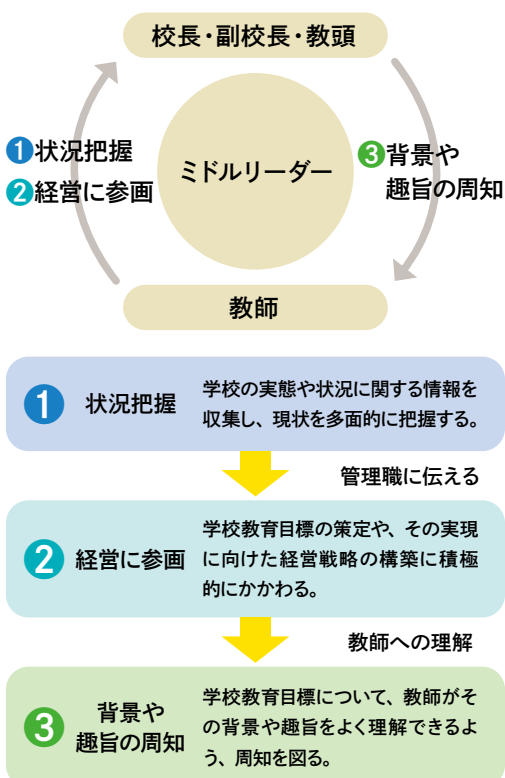 校長・副校長・教頭
❶状況把握
❷経営に参画
ミドルリーダー
❸背景や
趣旨の周知
教師
❶ 状況把握
学校の実態や状況に関する情報を
収集し、現状を多面的に把握する。
管理職に伝える
❷ 経営に参画
学校教育目標の策定や、その実現
に向けた経営戦略の構築に積極
的にかかわる。
教師への理解
❸ 背景や
趣旨の周知
学校教育目標について、教師がそ
の背景や趣旨をよく理解できるよ
う、周知を図る。